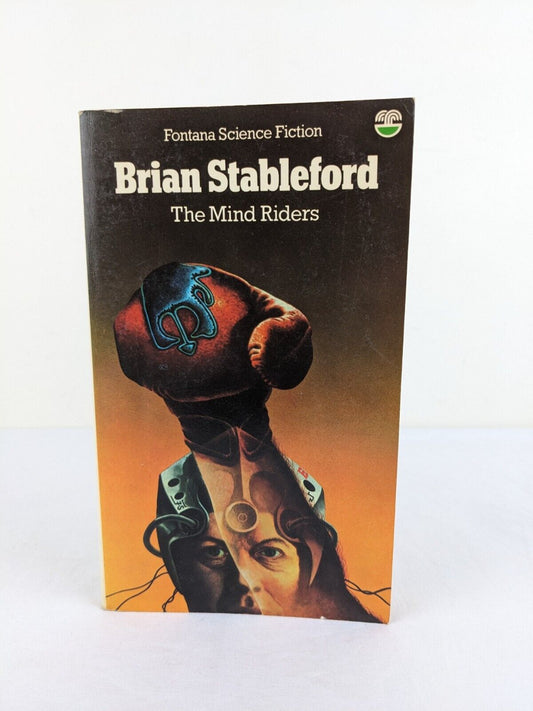 Fontana Science Fiction
Brian Stableford
The Mind Riders